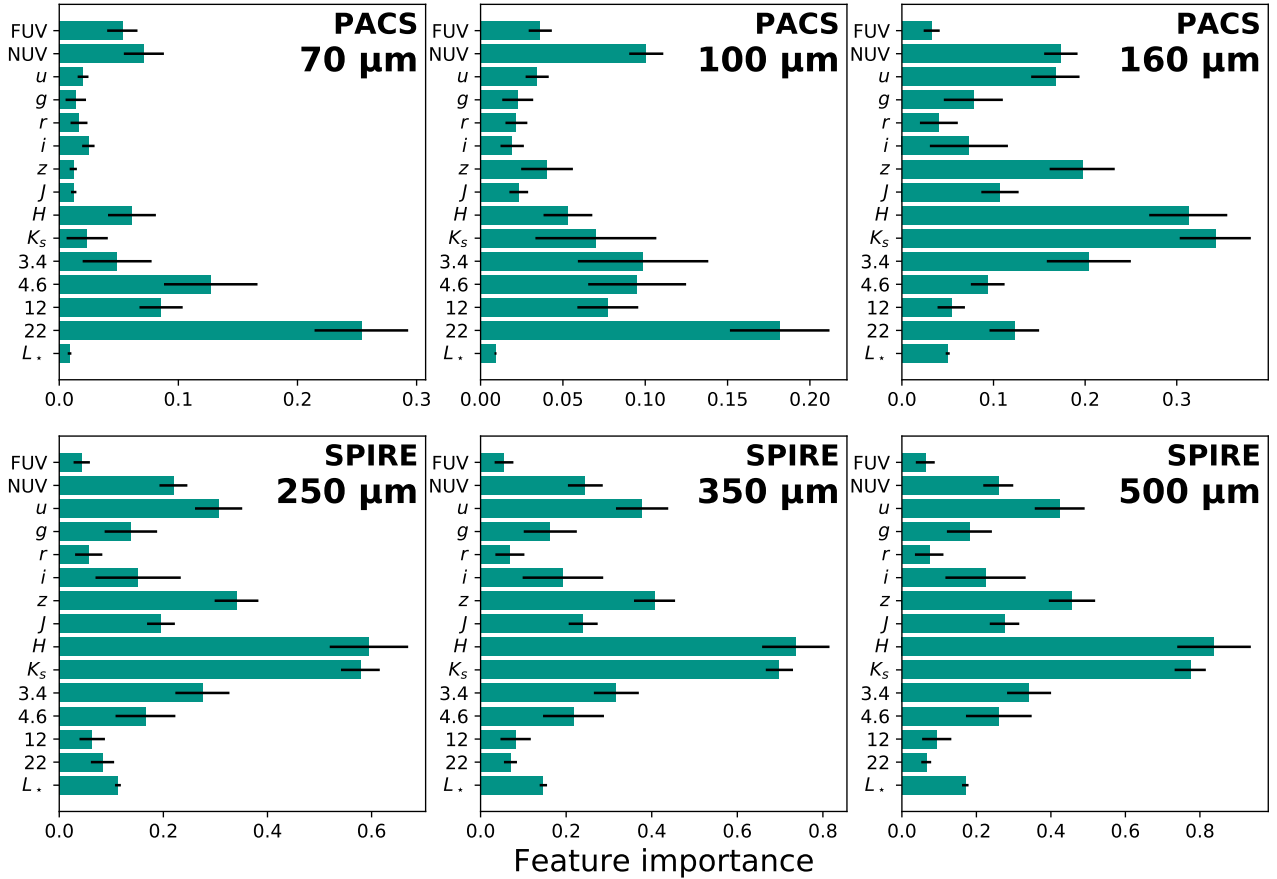 PACS
70 µm
FUV
NUV
u
g
r
i
z
J
H
Ks
3.4
4.6
12
22
L⋆
0.0 0.1 0.2 0.3
PACS
100 µm
FUV
NUV
u
g
r
i
z
J
H
Ks
3.4
4.6
12
22
L⋆
0.00 0.05 0.10 0.15 0.20
PACS
160 µm
FUV
NUV
u
g
r
i
z
J
H
Ks
3.4
4.6
12
22
L⋆
0.0 0.1 0.2 0.3
SPIRE
250 µm
FUV
NUV
u
g
r
i
z
J
H
Ks
3.4
4.6
12
22
L⋆
0.0 0.2 0.4 0.6
SPIRE
350 µm
FUV
NUV
u
g
r
i
z
J
H
Ks
3.4
4.6
12
22
L⋆
0.0 0.2 0.4 0.6 0.8
SPIRE
500 µm
FUV
NUV
u
g
r
i
z
J
H
Ks
3.4
4.6
12
22
L⋆
0.0 0.2 0.4 0.6 0.8
Feature importance